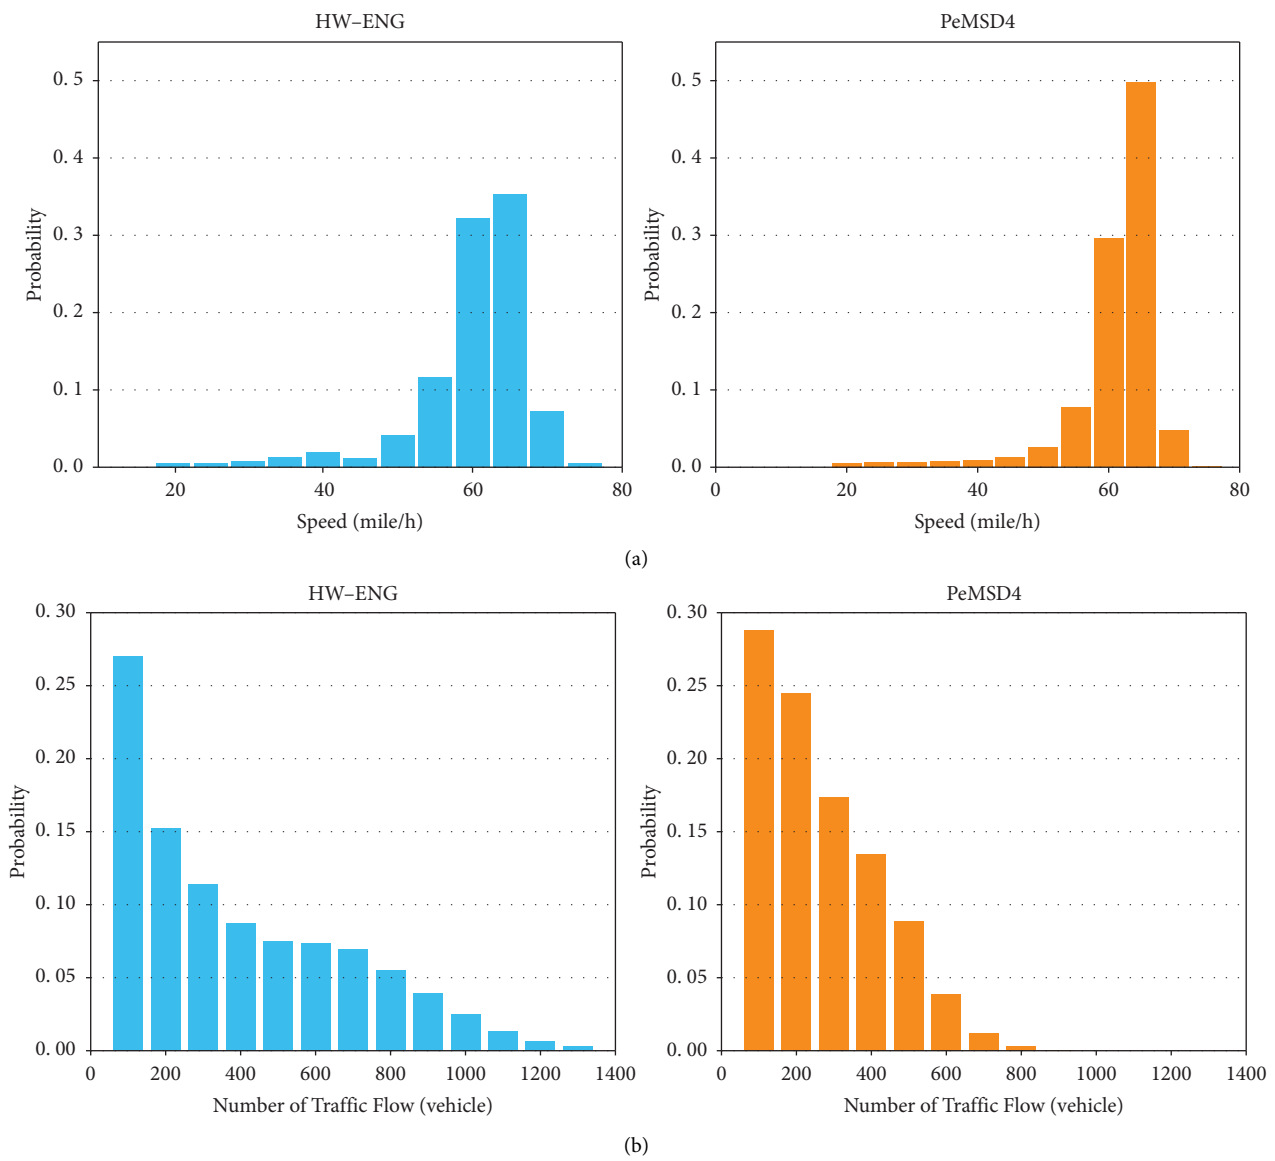 HW–ENG
0. 5
0. 4
0. 3
0. 2
0. 1
0. 0
Probability
20 40 60 80
Speed (mile/h)
PeMSD4
0. 5
0. 4
0. 3
0. 2
0. 1
0. 0
Probability
0 20 40 60 80
Speed (mile/h)
(a)
HW–ENG
0. 30
0. 25
0. 20
0. 15
0. 10
0. 05
0. 00
Probability
0 200 400 600 800 1000 1200 1400
Number of Traffic Flow (vehicle)
PeMSD4
0. 30
0. 25
0. 20
0. 15
0. 10
0. 05
0. 00
Probability
0 200 400 600 800 1000 1200 1400
Number of Traffic Flow (vehicle)
(b)